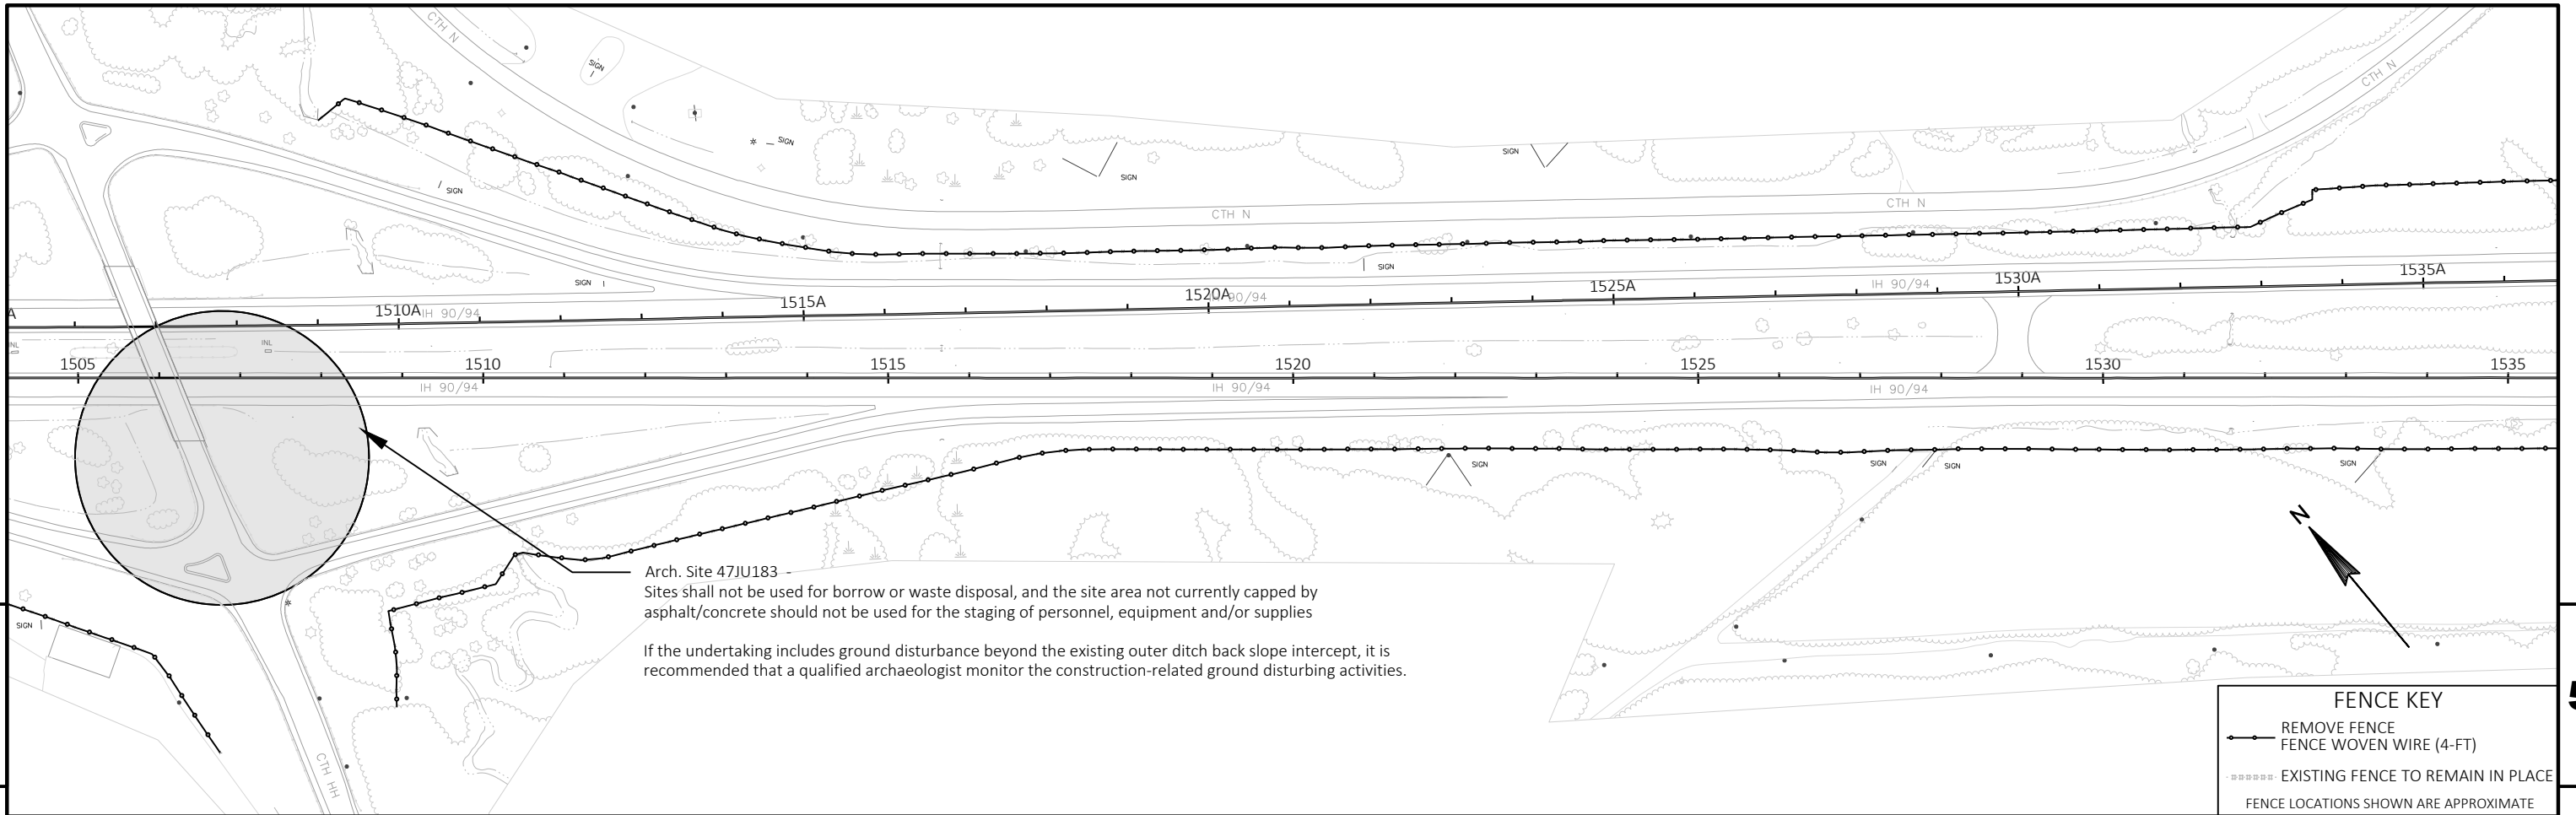 CTH N
SIGN
SIGN
SIGN
SIGN
SIGN
CTH N
CTH N
CTH N
SIGN
SIGN
1510A
1515A
1520A
1525A
1530A
1535A
A
IH 90/94
IH 90/94
IH 90/94
INL
INL
1505
1510
1515
1520
1525
1530
1535
IH 90/94
IH 90/94
IH 90/94
SIGN
SIGN
SIGN
SIGN
N
Arch. Site 47JU183 -
Sites shall not be used for borrow or waste disposal, and the site area not currently capped by
asphalt/concrete should not be used for the staging of personnel, equipment and/or supplies
If the undertaking includes ground disturbance beyond the existing outer ditch back slope intercept, it is
recommended that a qualified archaeologist monitor the construction-related ground disturbing activities.
SIGN
CTH HH
FENCE KEY
REMOVE FENCE
FENCE WOVEN WIRE (4-FT)
EXISTING FENCE TO REMAIN IN PLACE
FENCE LOCATIONS SHOWN ARE APPROXIMATE
5